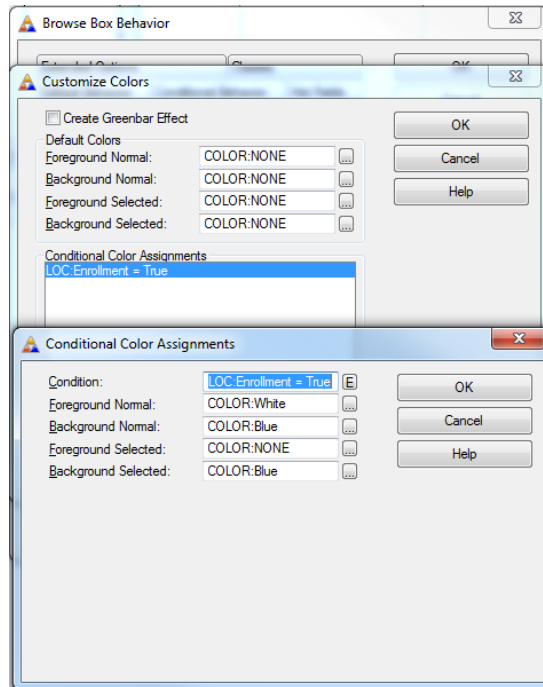 Browse Box Behavior
Extended Options Classes OK
Customize Colors
Create Greenbar Effect
OK
Default Colors
Foreground Normal: COLOR:NONE ...
Cancel
Background Normal: COLOR:NONE ...
Foreground Selected: COLOR:NONE ...
Help
Background Selected: COLOR:NONE ...
Conditional Color Assignments
LOC:Enrollment = True
Conditional Color Assignments
Condition: LOC:Enrollment = True E
OK
Foreground Normal: COLOR:White ...
Background Normal: COLOR:Blue ...
Cancel
Foreground Selected: COLOR:NONE ...
Help
Background Selected: COLOR:Blue ...